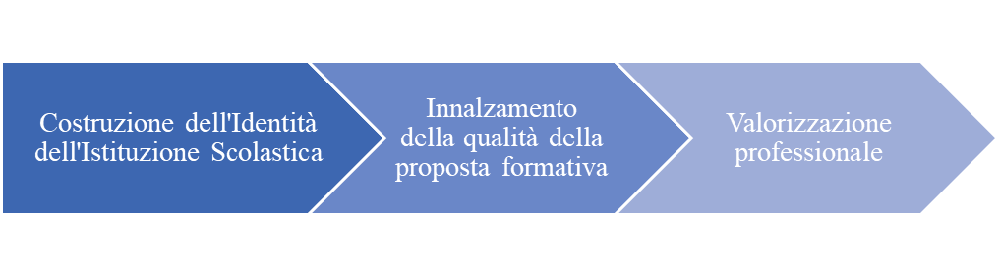 Costruzione dell'Identità
dell'Istituzione Scolastica
Innalzamento
della qualità della
proposta formativa
Valorizzazione
professionale